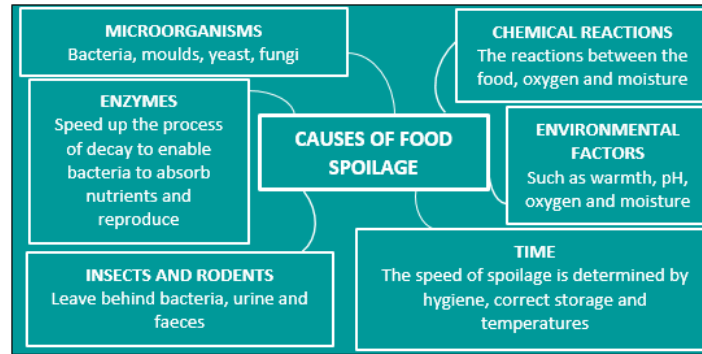 MICROORGANISMS
Bacteria, moulds, yeast, fungi
ENZYMES
Speed up the process
of decay to enable
bacteria to absorb
nutrients and
reproduce
INSECTS AND RODENTS
Leave behind bacteria, urine and
faeces
CAUSES OF FOOD
SPOILAGE
CHEMICAL REACTIONS
The reactions between the
food, oxygen and moisture
ENVIRONMENTAL
FACTORS
Such as warmth, pH,
oxygen and moisture
TIME
The speed of spoilage is determined by
hygiene, correct storage and
temperatures